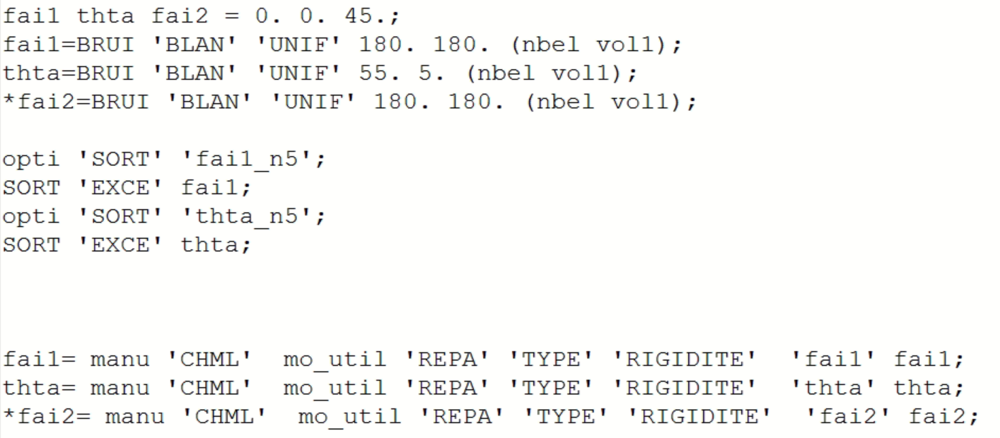 fai1 thta fai2 = 0. 0. 45.;
fai1=BRUI 'BLAN' 'UNIF' 180. 180. (nbel vol1);
thta=BRUI 'BLAN' 'UNIF' 55. 5. (nbel vol1);
*fai2=BRUI 'BLAN' 'UNIF' 180. 180. (nbel vol1);
opti 'SORT' 'fai1_n5';
SORT 'EXCE' fai1;
opti 'SORT' 'thta_n5';
SORT 'EXCE' thta;
fai1= manu 'CHML'  mo_util 'REPA' 'TYPE' 'RIGIDITE'  'fai1' fai1;
thta= manu 'CHML'  mo_util 'REPA' 'TYPE' 'RIGIDITE'  'thta' thta;
*fai2= manu 'CHML'  mo_util 'REPA' 'TYPE' 'RIGIDITE'  'fai2' fai2;